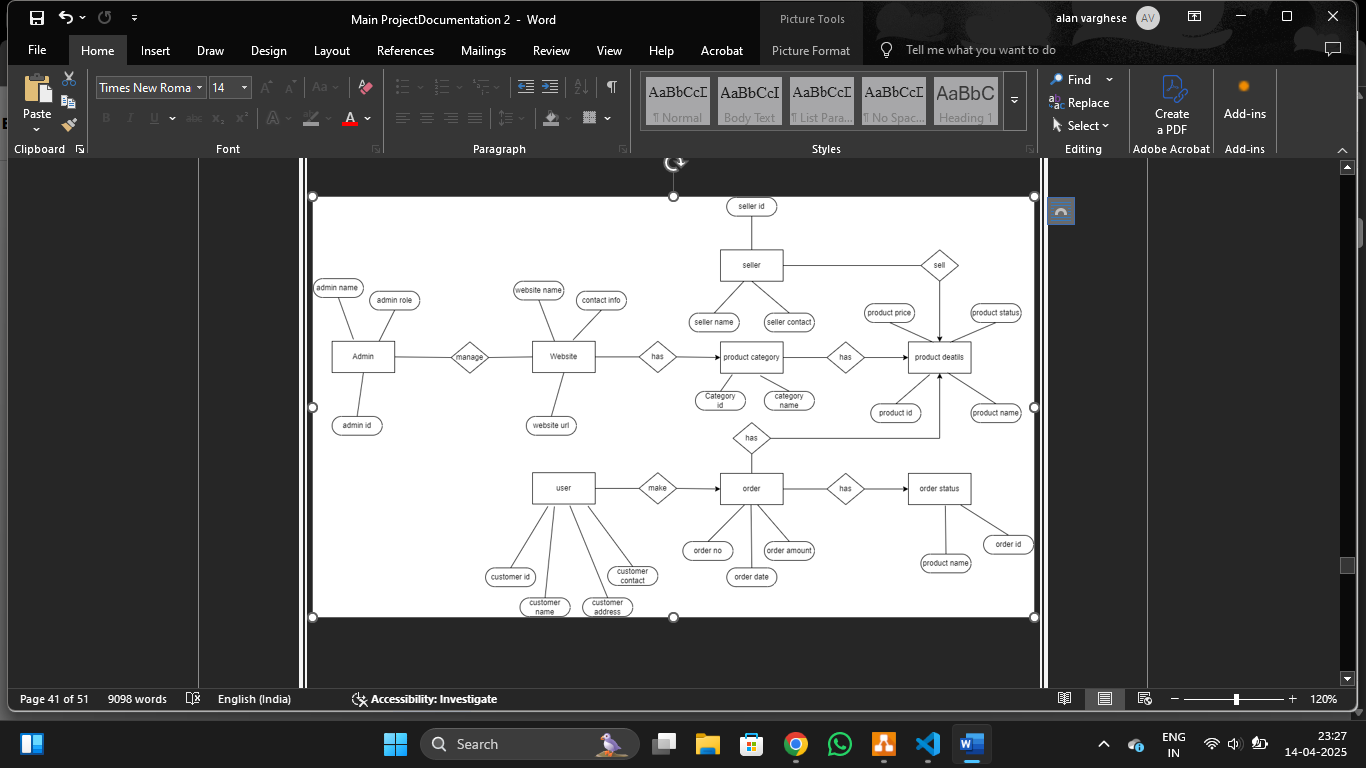 Main ProjectDocumentation 2 - Word
Picture Tools
alan varghese
AV
File
Home
Insert
Draw
Design
Layout
References
Mailings
Review
View
Help
Acrobat
Picture Format
Tell me what you want to do
Paste
Clipboard
Times New Roma
14
Aa
B
I
U
abc
X2
X2
A
A
Font
Paragraph
AaBbCcI
¶ Normal
AaBbCcI
Body Text
AaBbCcI
¶ List Para...
AaBbCcI
¶ No Spac...
AaBbC
Heading 1
Styles
Find
Replace
Select
Editing
Create
a PDF
Adobe Acrobat
Add-ins
Add-ins
seller id
seller
sell
seller name
seller contact
admin name
admin role
website name
contact info
product price
product status
Admin
manage
Website
has
product category
has
product deatils
Category
id
category
name
product id
product name
admin id
website url
has
user
make
order
has
order status
order no
order amount
order date
order id
product name
customer id
customer
name
customer
address
customer
contact
Page 41 of 51
9098 words
English (India)
Accessibility: Investigate
120%
Search
ENG
IN
23:27
14-04-2025